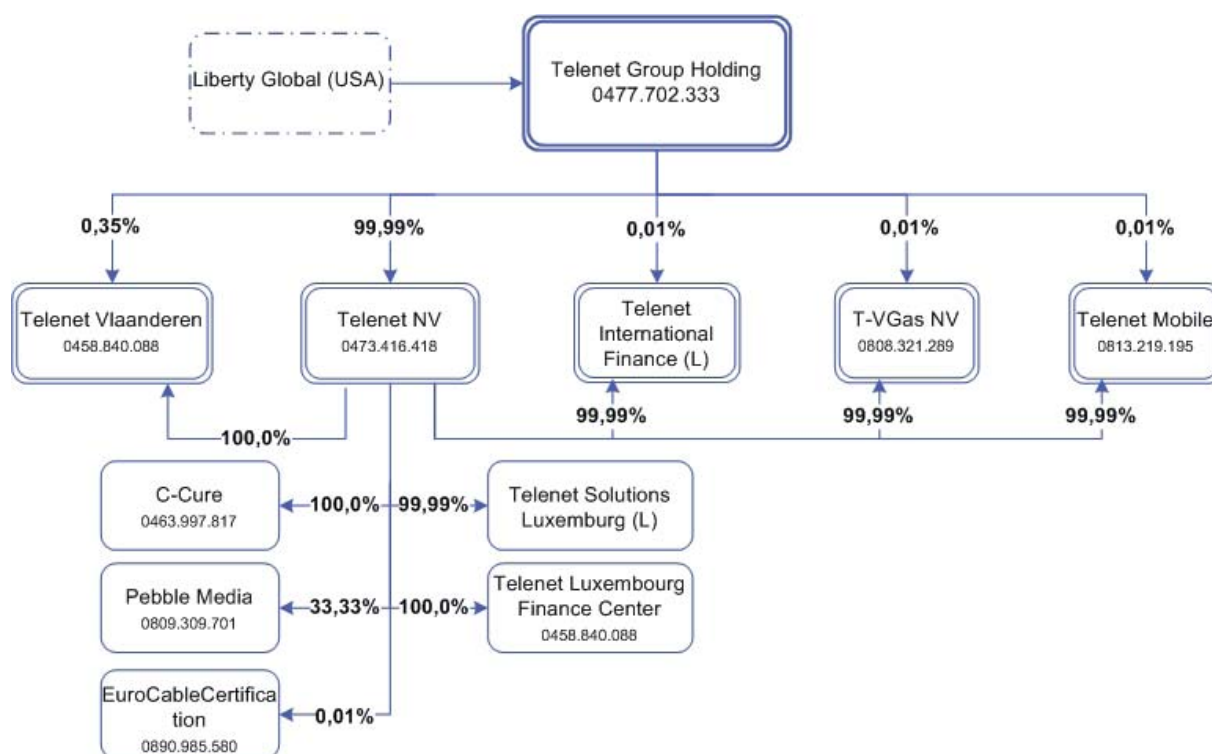 Liberty Global (USA)
Telenet Group Holding
0477.702.333
0,35%
99,99%
0,01%
0,01%
0,01%
Telenet Vlaanderen
0458.840.088
Telenet NV
0473.416.418
Telenet
International
Finance (L)
T-VGas NV
0808.321.289
Telenet Mobile
0813.219.195
100,0%
99,99%
99,99%
99,99%
C-Cure
0463.997.817
100,0%
99,99%
Telenet Solutions
Luxemburg (L)
Pebble Media
0809.309.701
33,33%
100,0%
Telenet Luxembourg
Finance Center
0458.840.088
EuroCableCertifica
tion
0890.985.580
0,01%